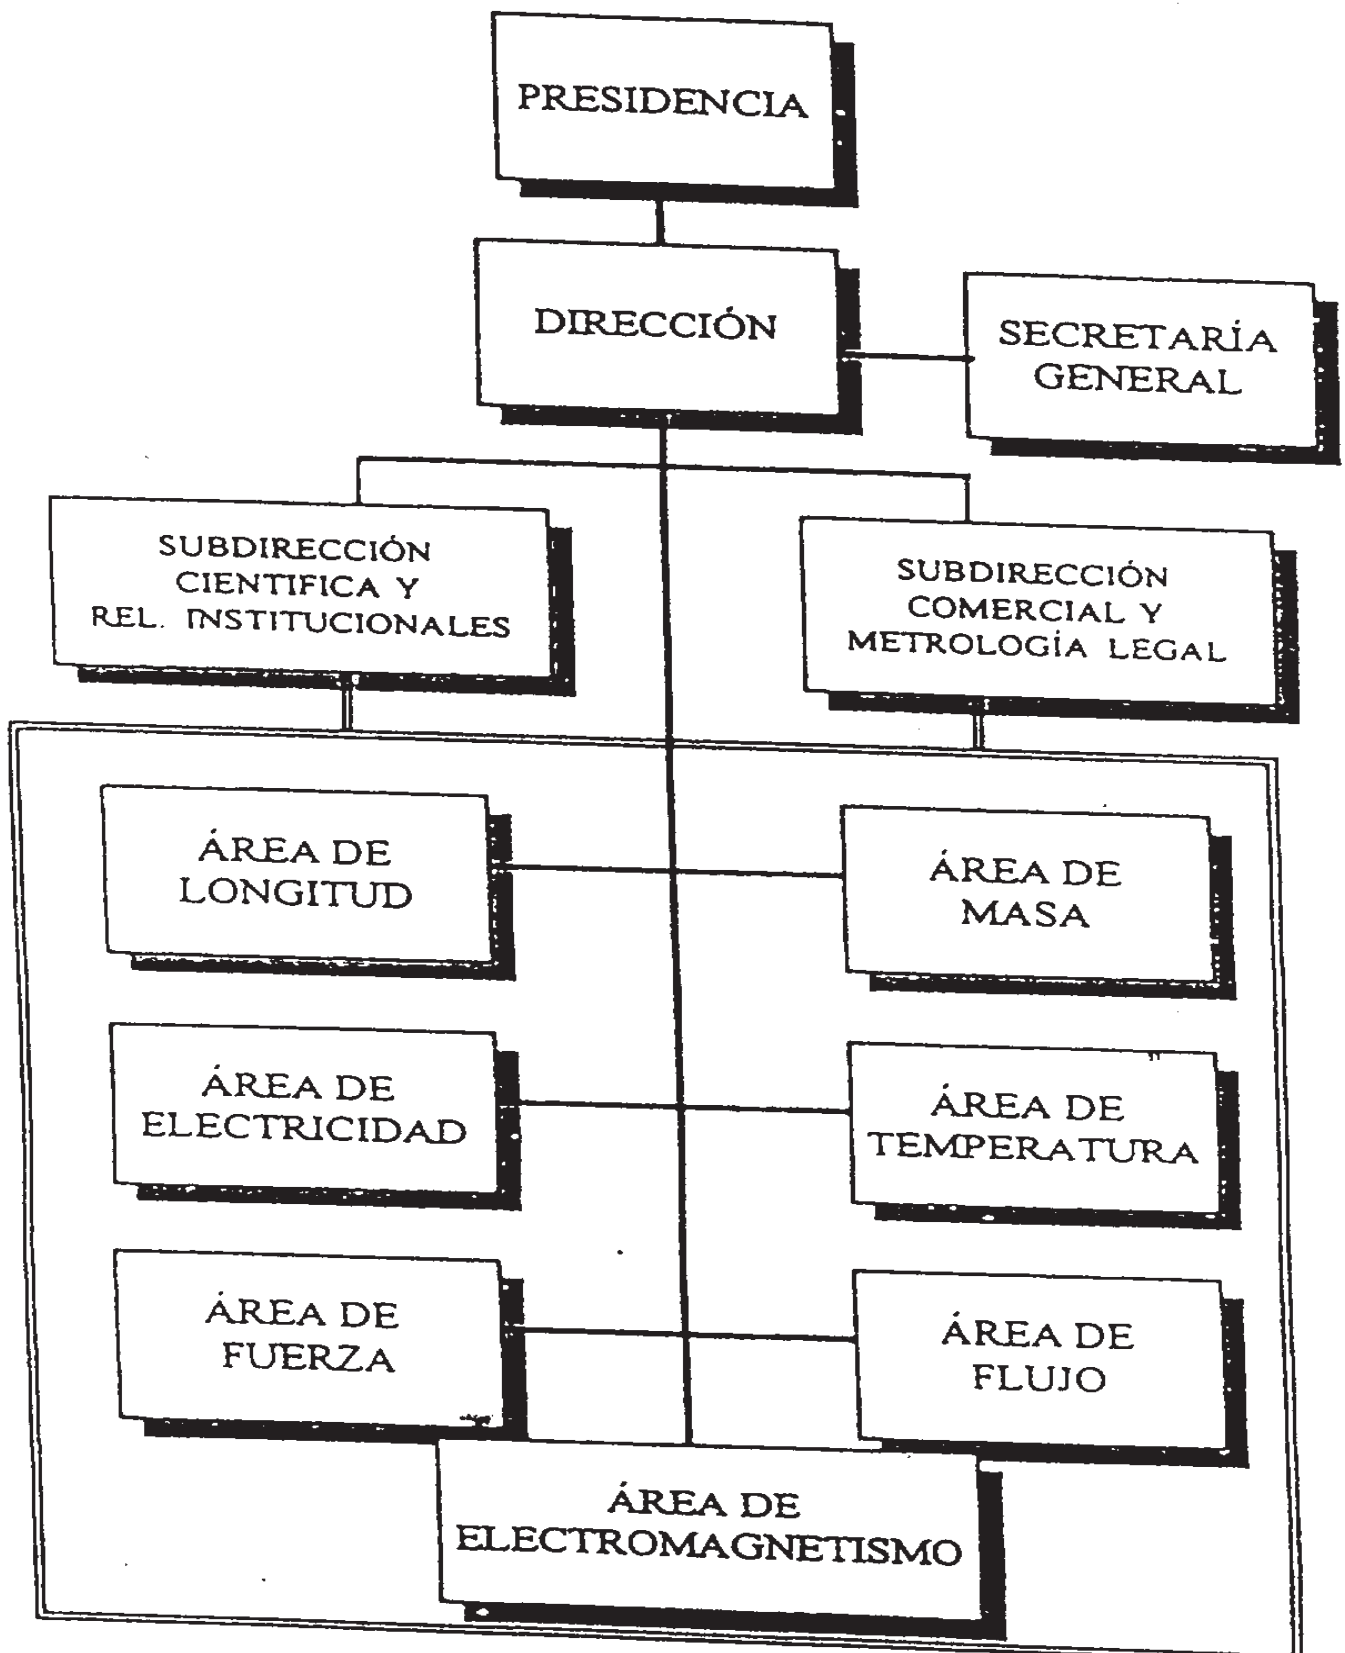 PRESIDENCIA
DIRECCIÓN
SECRETARÍA
GENERAL
SUBDIRECCIÓN
CIENTIFICA Y
REL. INSTITUCIONALES
SUBDIRECCIÓN
COMERCIAL Y
METROLOGÍA LEGAL
ÁREA DE
LONGITUD
ÁREA DE
MASA
ÁREA DE
ELECTRICIDAD
ÁREA DE
TEMPERATURA
ÁREA DE
FUERZA
ÁREA DE
FLUJO
ÁREA DE
ELECTROMAGNETISMO